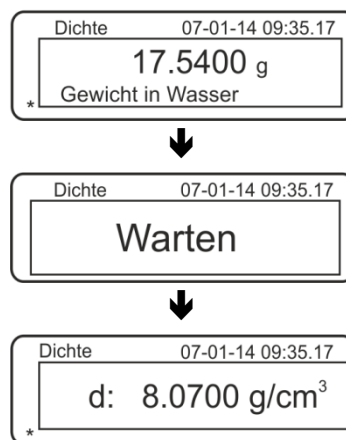 Dichte 07-01-14 09:35.17
17.5400 g
Gewicht in Wasser
*
Dichte 07-01-14 09:35.17
Warten
Dichte 07-01-14 09:35.17
d: 8.0700 g/cm³
*